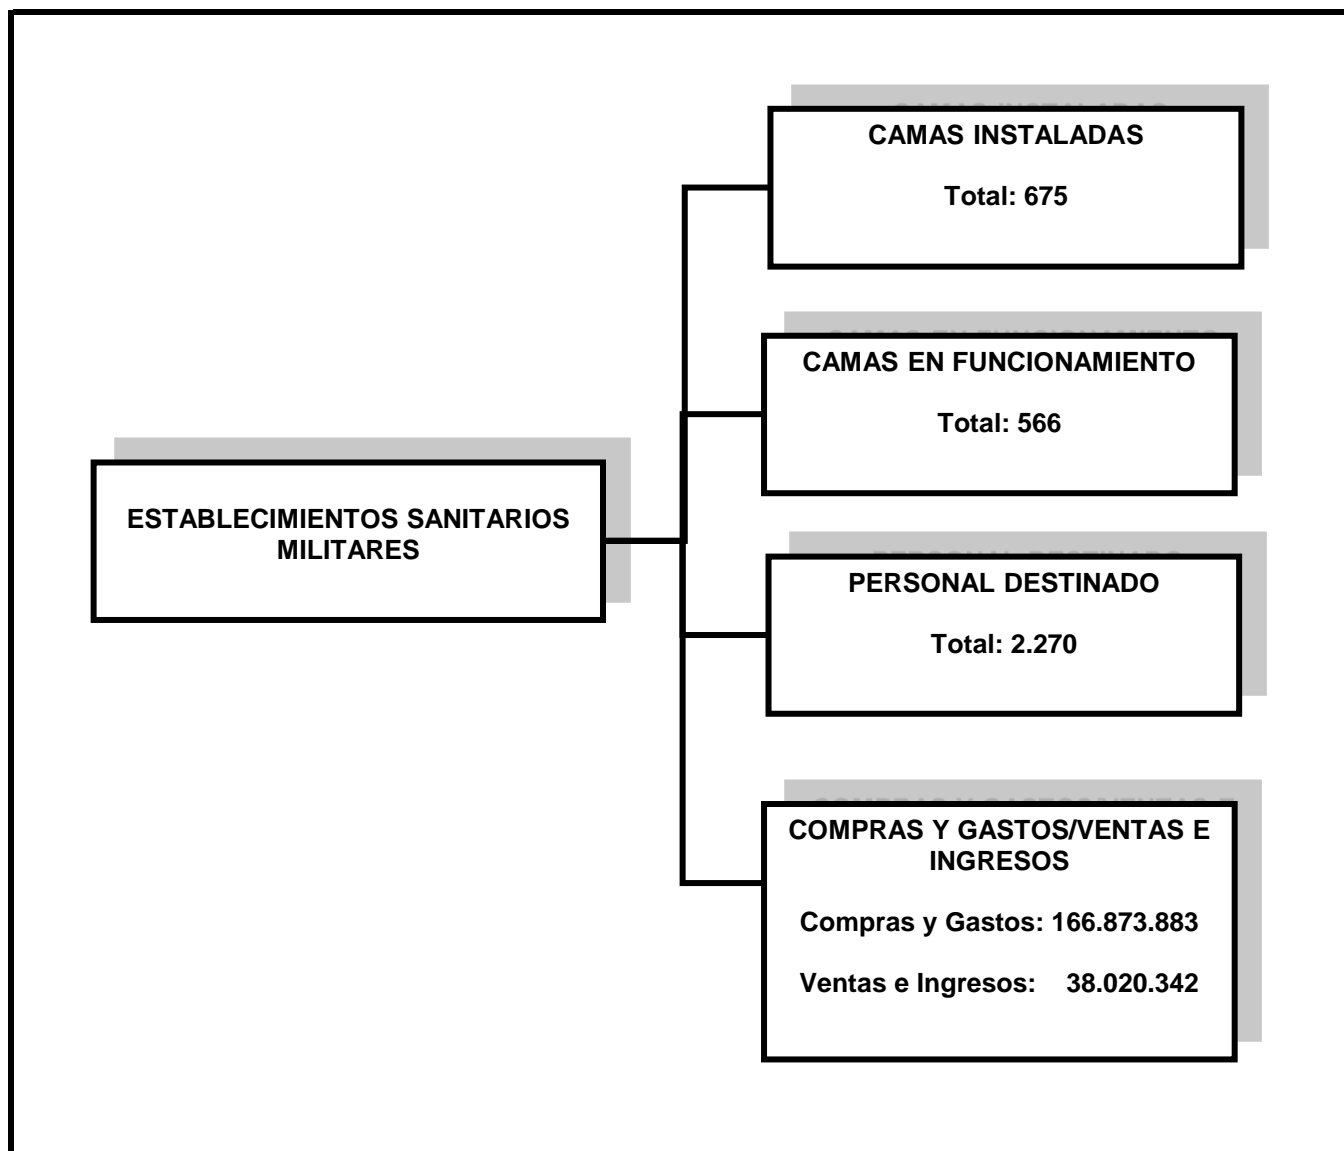 CAMAS INSTALADAS
Total: 675
CAMAS EN FUNCIONAMIENTO
Total: 566
ESTABLECIMIENTOS SANITARIOS
MILITARES
PERSONAL DESTINADO
Total: 2.270
COMPRAS Y GASTOS/VENTAS E
INGRESOS
Compras y Gastos: 166.873.883
Ventas e Ingresos: 38.020.342